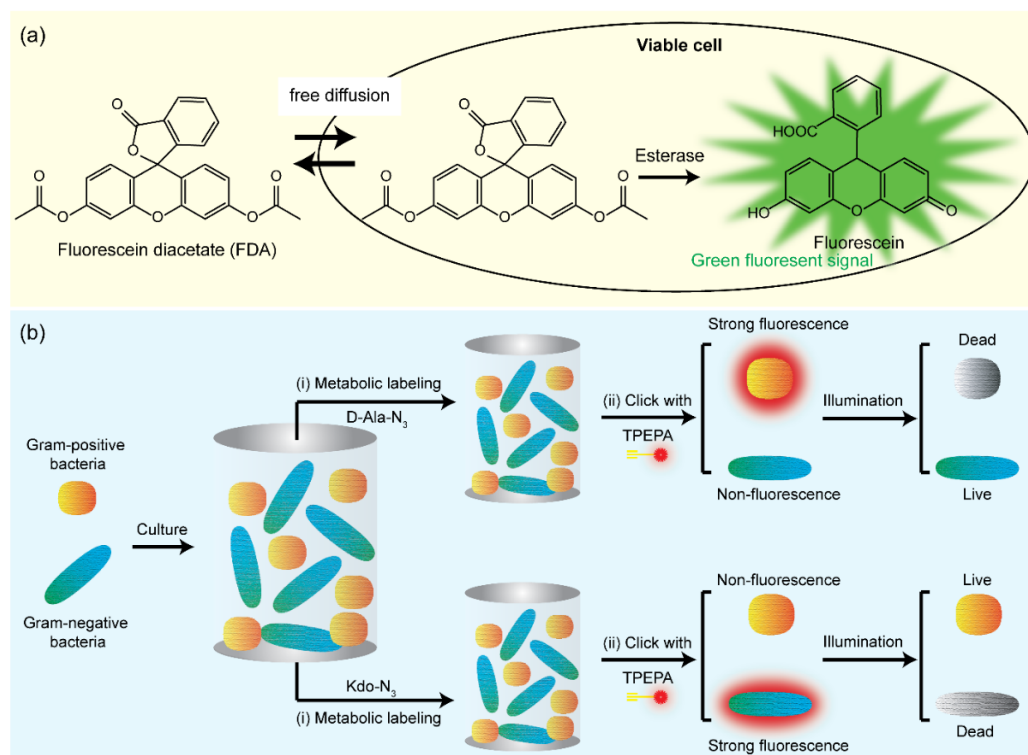 (a)
Viable cell
free diffusion
O
O
O
O
O
O
O
Fluorescein diacetate (FDA)
O
O
O
O
O
O
O
Esterase
HOOC
HO
O
O
Fluorescein
Green fluoresent signal
(b)
Gram-positive
bacteria
Gram-negative
bacteria
Culture
(i) Metabolic labeling
D-Ala-N3
(ii) Click with
TPEPA
Strong fluorescence
Non-fluorescence
Illumination
Dead
Live
Kdo-N3
(i) Metabolic labeling
(ii) Click with
TPEPA
Non-fluorescence
Strong fluorescence
Illumination
Live
Dead